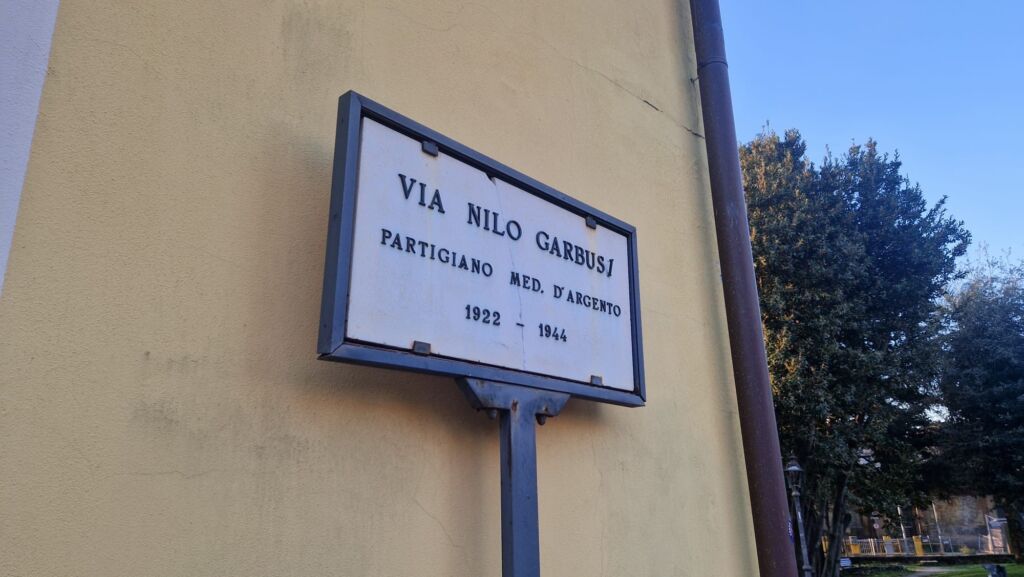 VIA NILO GARBUSI
PARTIGIANO MED. D'ARGENTO
1922 - 1944